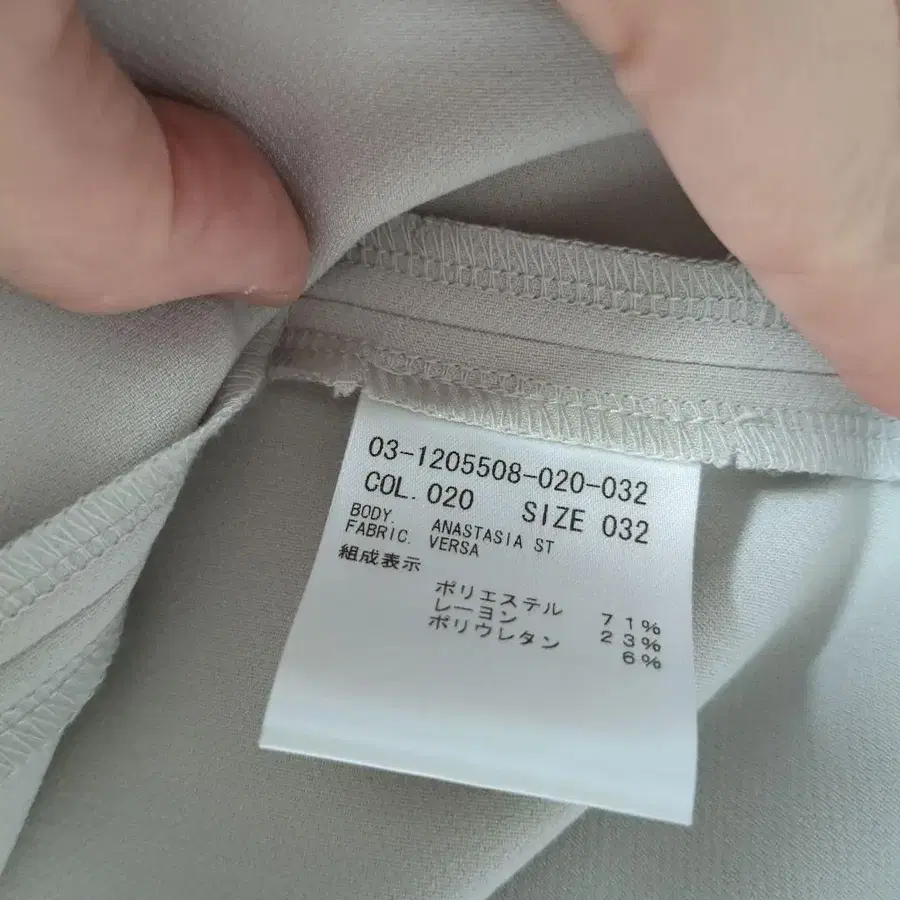 03-1205508-020-032
COL. 020 SIZE 032
BODY. ANASTASIA ST
FABRIC. VERSA
組成表示
ポリエステル 71%
レーヨン 23%
ポリウレタン 6%